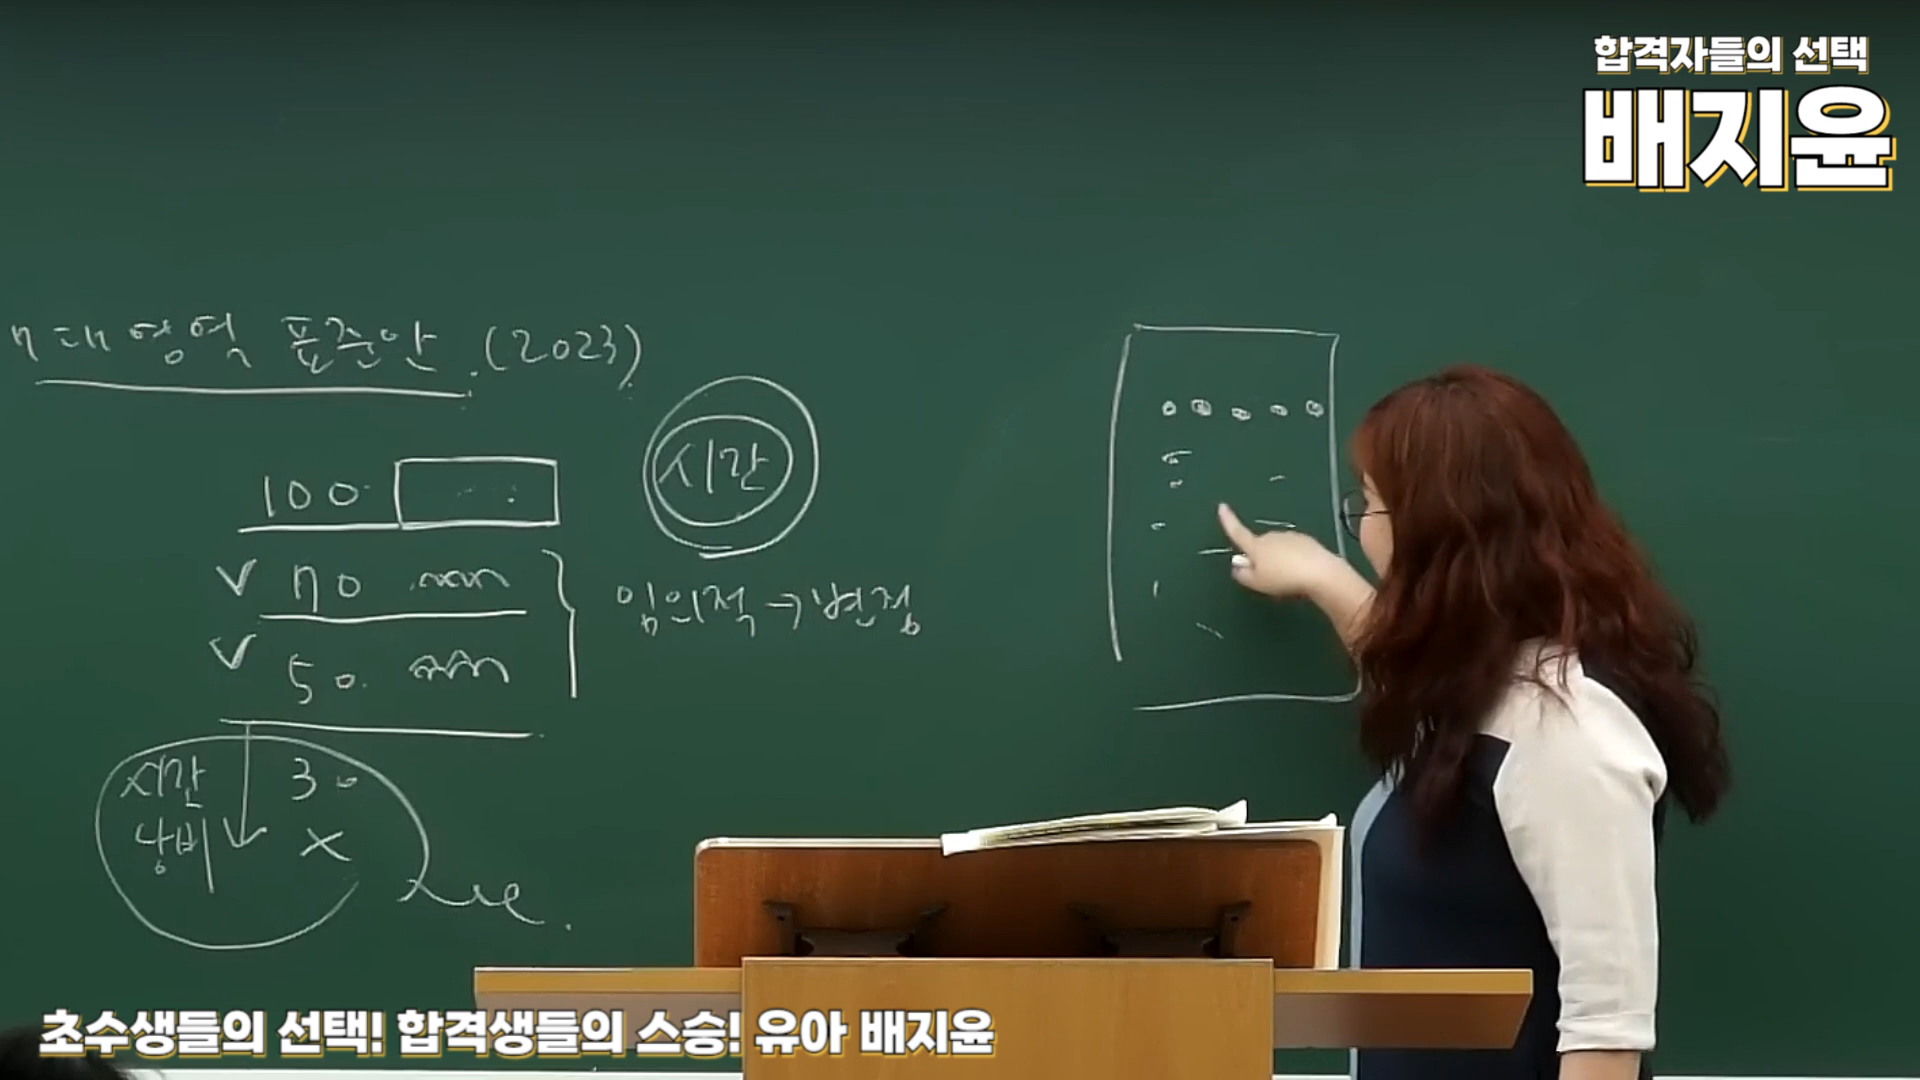 합격자들의 선택
배지윤
7대 영역 표준안 (2023)
100
시간
✓ 70
✓ 50
임의적 → 변경
시간 30
낭비 ×
초수생들의 선택! 합격생들의 스승! 유아 배지윤